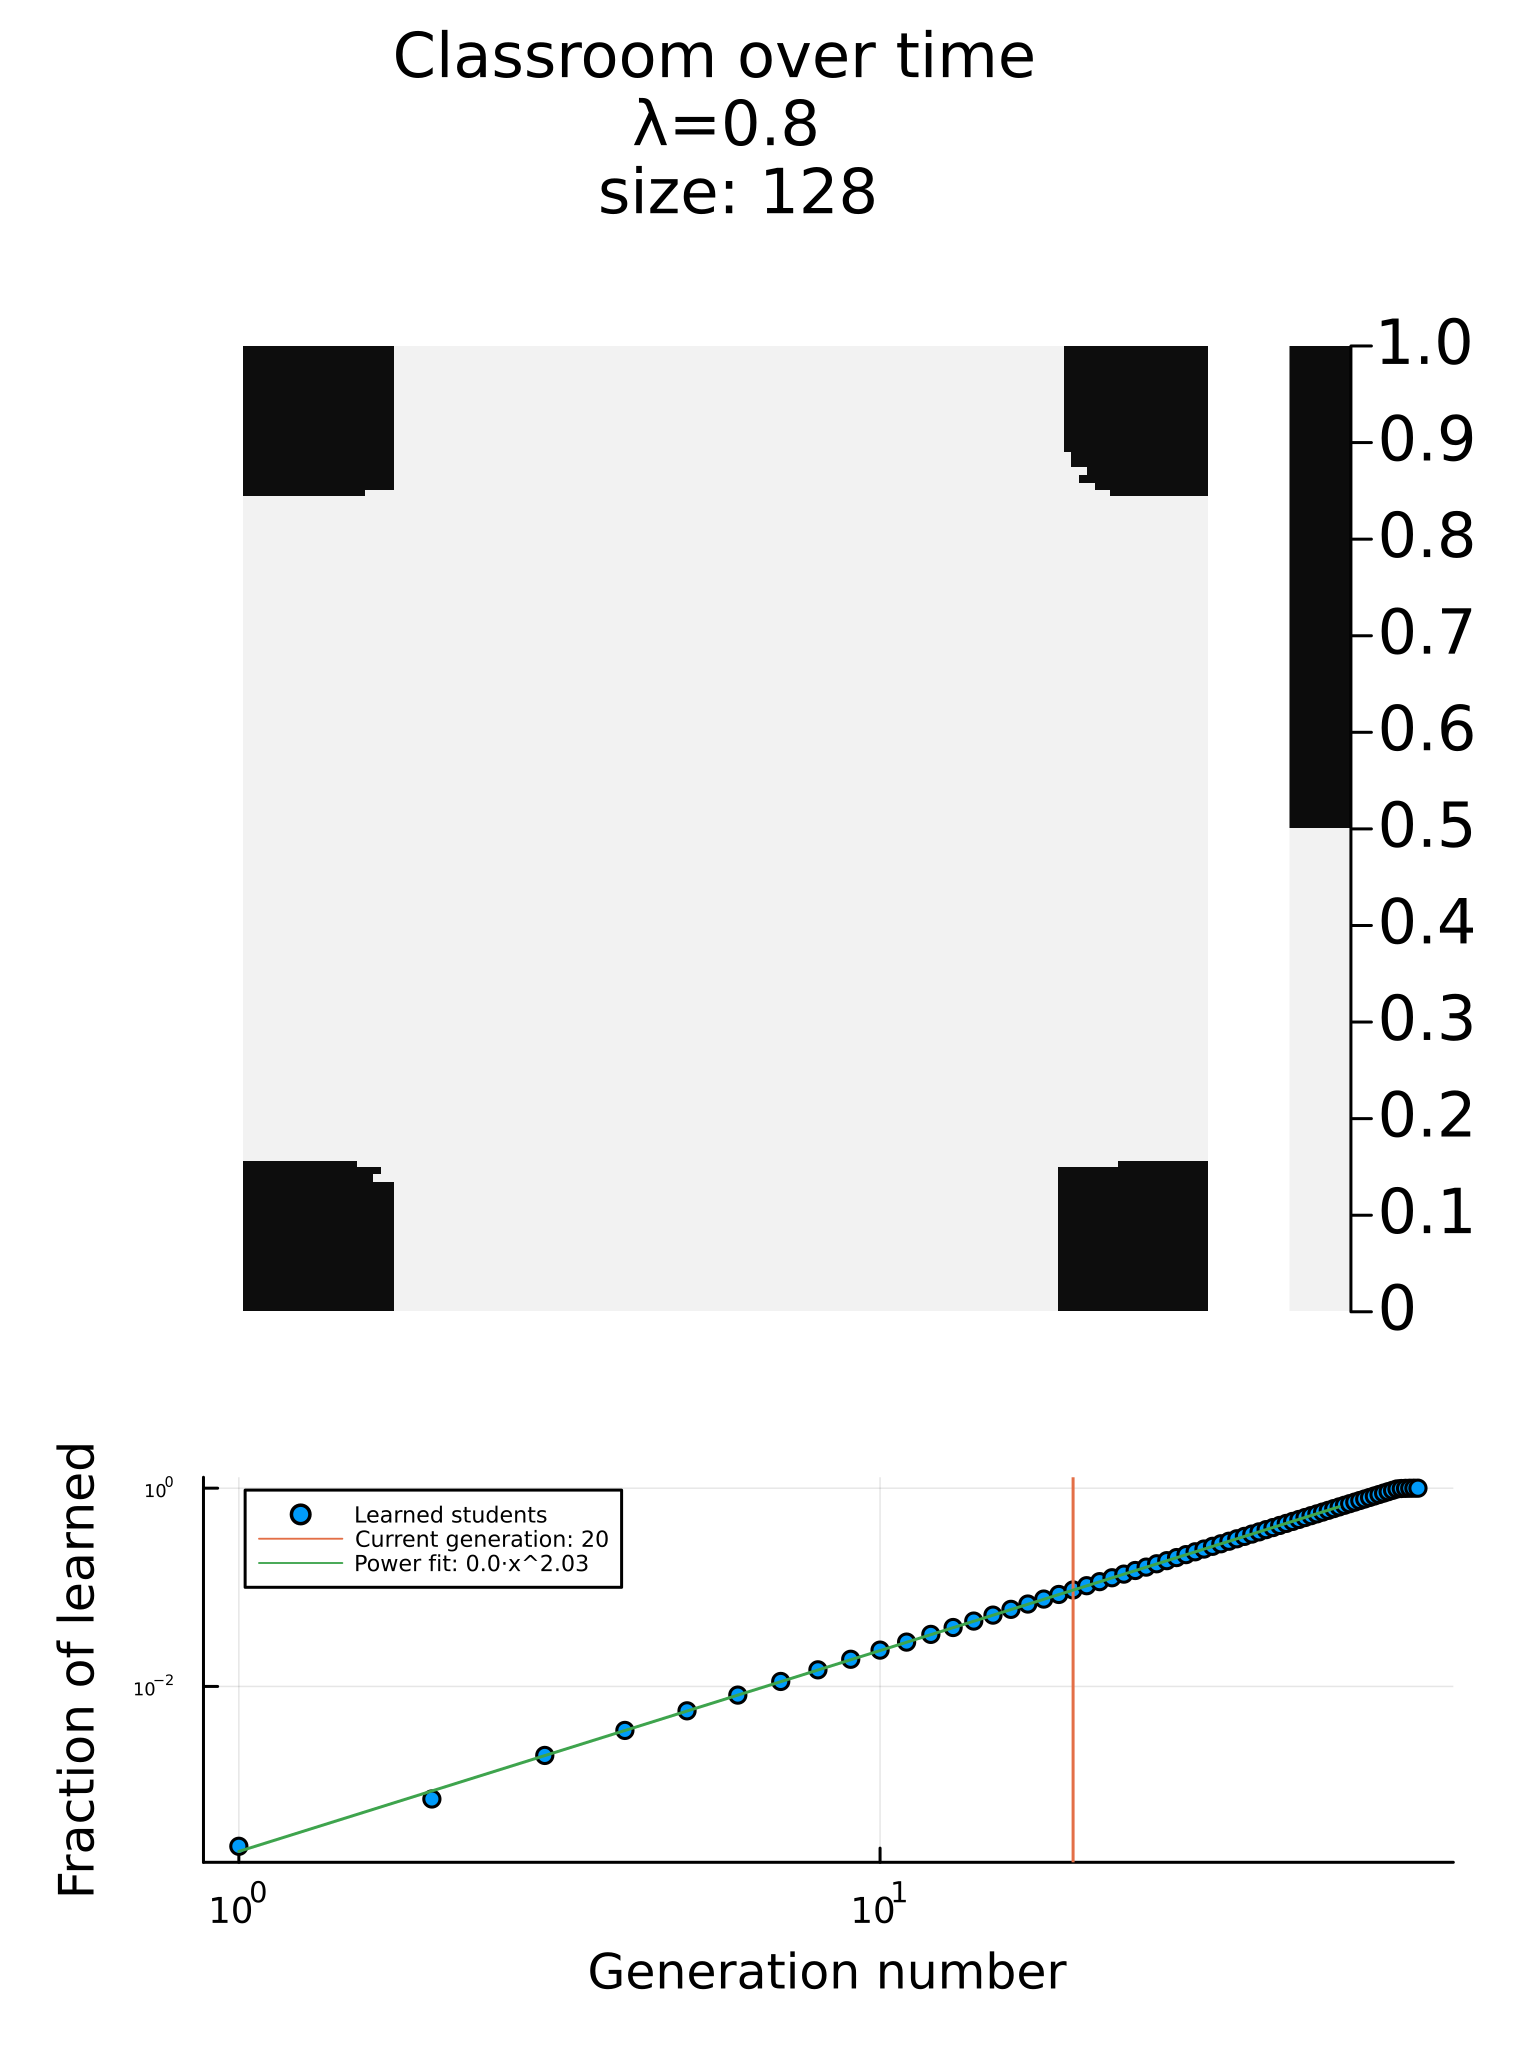 Classroom over time
λ=0.8
size: 128
1.0
0.9
0.8
0.7
0.6
0.5
0.4
0.3
0.2
0.1
0
Fraction of learned
10^0
10^−2
Learned students
Current generation: 20
Power fit: 0.0·x^2.03
10^0
10^1
Generation number